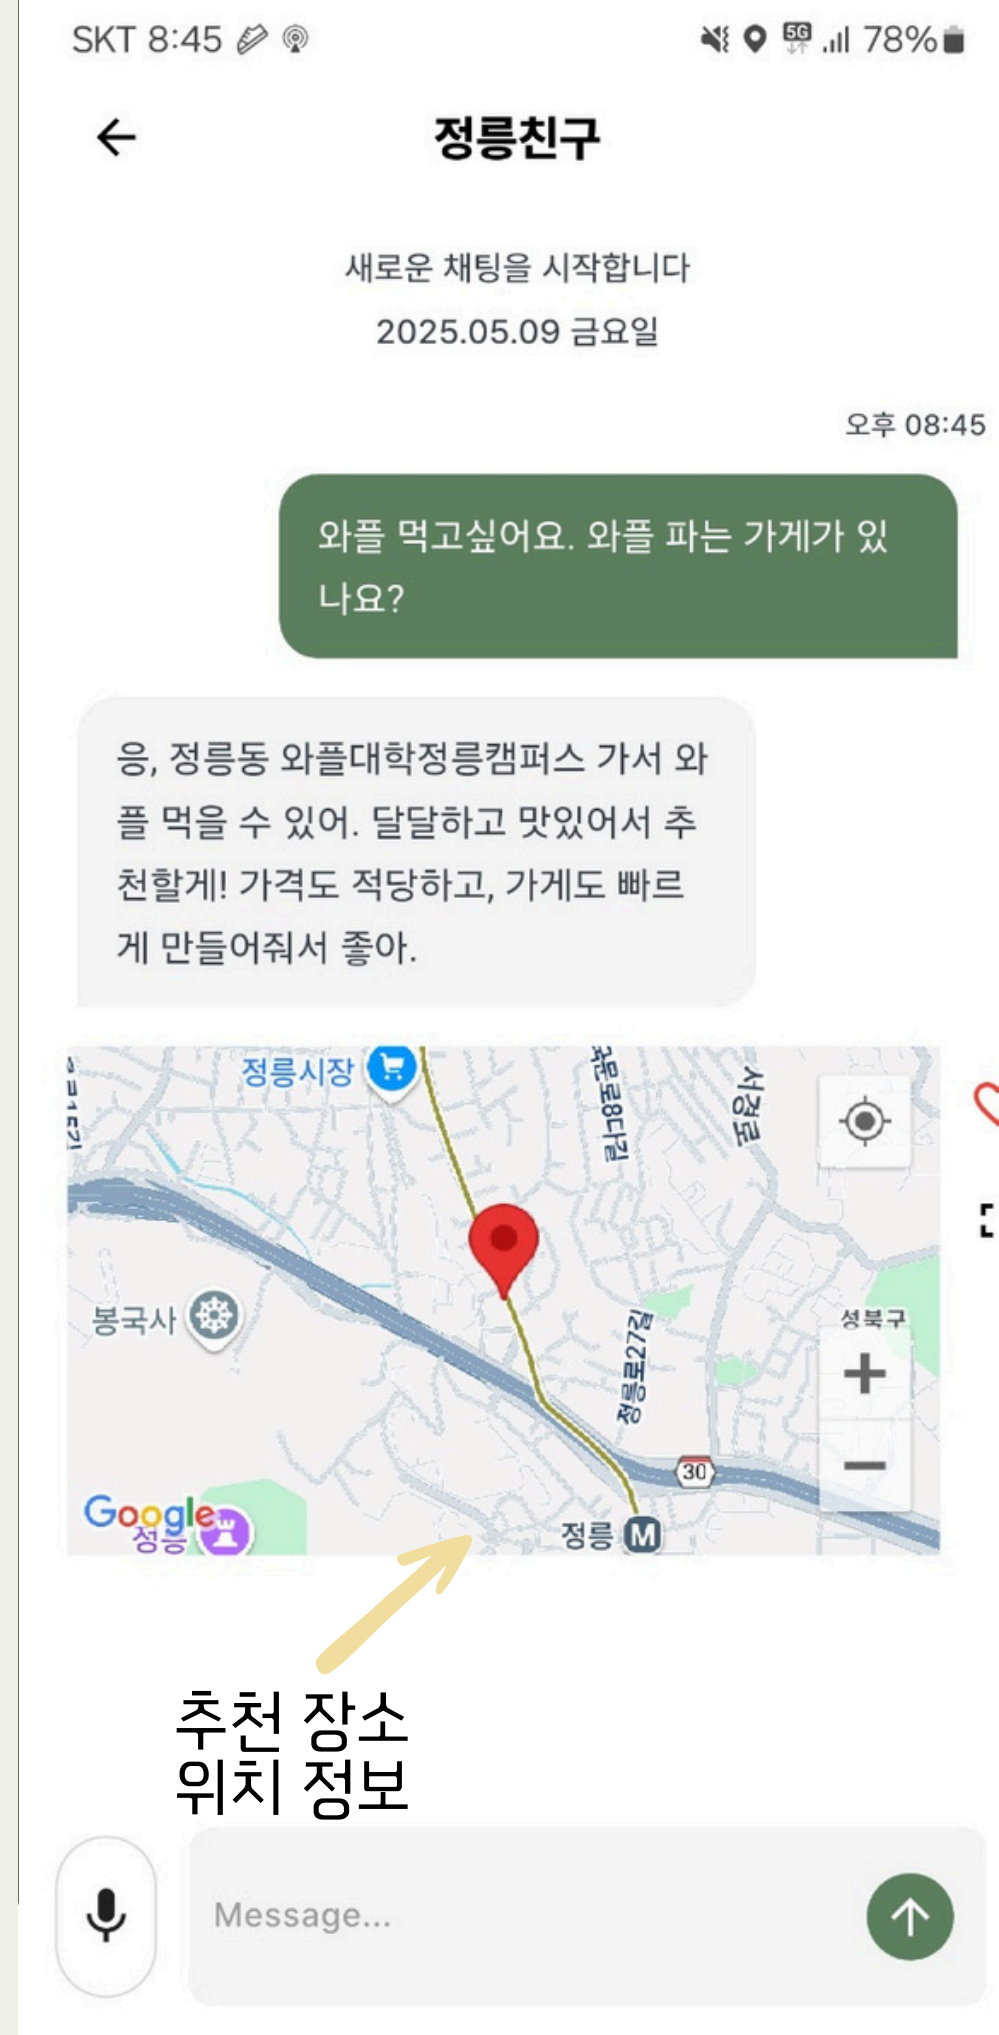 SKT 8:45
5G
78%
정릉친구
새로운 채팅을 시작합니다
2025.05.09 금요일
오후 08:45
와플 먹고싶어요. 와플 파는 가게가 있
나요?
응, 정릉동 와플대학정릉캠퍼스 가서 와
플 먹을 수 있어. 달달하고 맛있어서 추
천할게! 가격도 적당하고, 가게도 빠르
게 만들어줘서 좋아.
정릉시장
서경로
봉국사
성북구
정릉로27길
30
Google
정릉
정릉 M
추천 장소
위치 정보
Message...